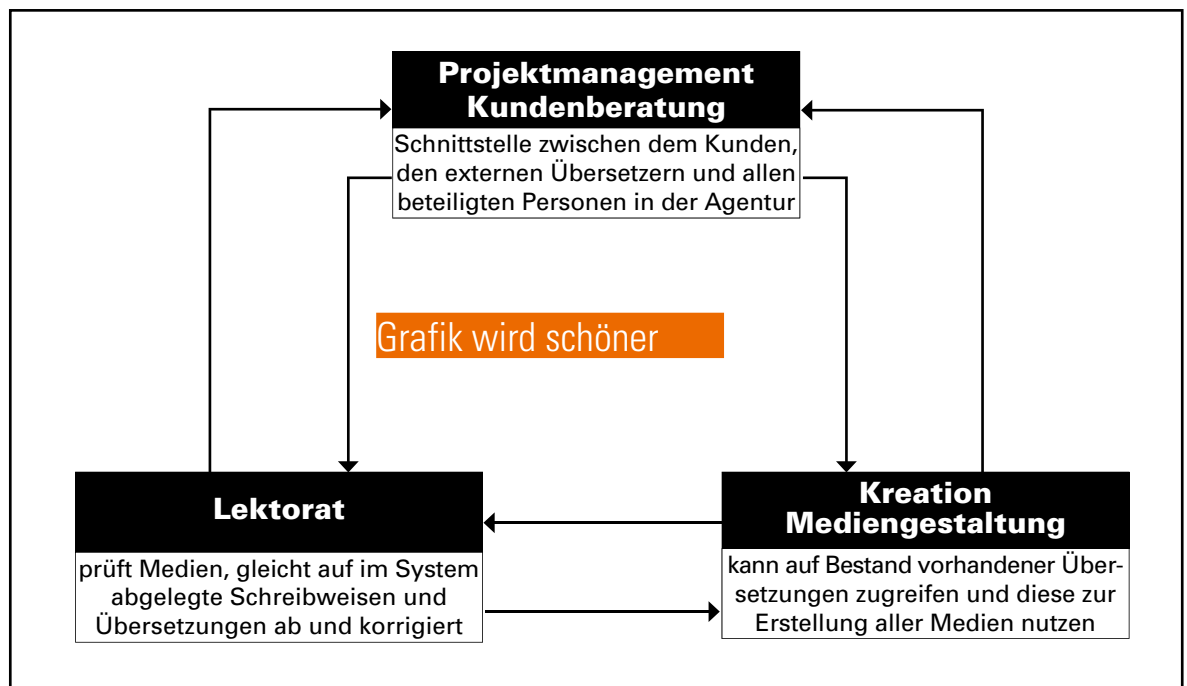 Projektmanagement
Kundenberatung
Schnittstelle zwischen dem Kunden,
den externen Übersetzern und allen
beteiligten Personen in der Agentur
Grafik wird schöner
Lektorat
prüft Medien, gleicht auf im System
abgelegte Schreibweisen und
Übersetzungen ab und korrigiert
Kreation
Mediengestaltung
kann auf Bestand vorhandener Über-
setzungen zugreifen und diese zur
Erstellung aller Medien nutzen